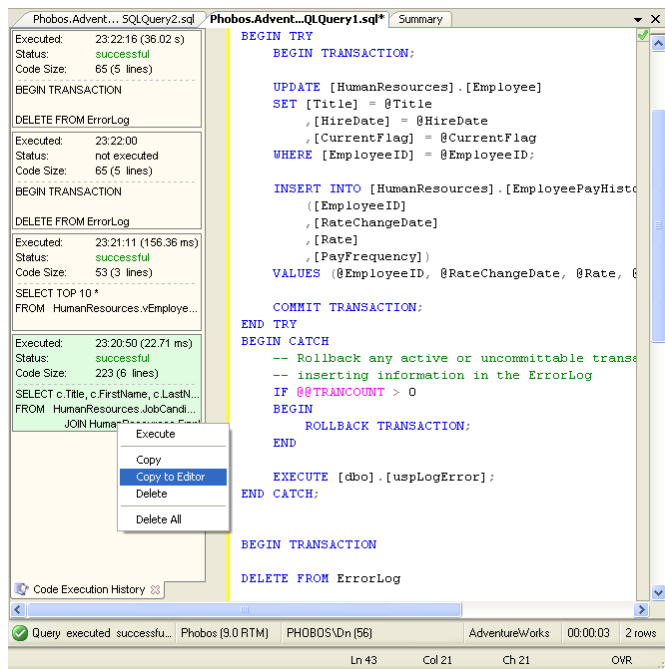 Phobos.Advent... SQLQuery2.sql
Phobos.Advent...QLQuery1.sql*
Summary
Executed: 23:22:16 (36.02 s)
Status: successful
Code Size: 65 (5 lines)
BEGIN TRANSACTION
DELETE FROM ErrorLog
Executed: 23:22:00
Status: not executed
Code Size: 65 (5 lines)
BEGIN TRANSACTION
DELETE FROM ErrorLog
Executed: 23:21:11 (156.36 ms)
Status: successful
Code Size: 53 (3 lines)
SELECT TOP 10 *
FROM HumanResources.vEmploye...
Executed: 23:20:50 (22.71 ms)
Status: successful
Code Size: 223 (6 lines)
SELECT c.Title, c.FirstName, c.LastN...
FROM HumanResources.JobCandi...
JOIN HumanResources.Empl
Execute
Copy
Copy to Editor
Delete
Delete All
Code Execution History
BEGIN TRY
BEGIN TRANSACTION;
UPDATE [HumanResources].[Employee]
SET [Title] = @Title
,[HireDate] = @HireDate
,[CurrentFlag] = @CurrentFlag
WHERE [EmployeeID] = @EmployeeID;
INSERT INTO [HumanResources].[EmployeePayHisto
([EmployeeID]
,[RateChangeDate]
,[Rate]
,[PayFrequency])
VALUES (@EmployeeID, @RateChangeDate, @Rate, @
COMMIT TRANSACTION;
END TRY
BEGIN CATCH
-- Rollback any active or uncommittable transa
-- inserting information in the ErrorLog
IF @@TRANCOUNT > 0
BEGIN
ROLLBACK TRANSACTION;
END
EXECUTE [dbo].[uspLogError];
END CATCH;
BEGIN TRANSACTION
DELETE FROM ErrorLog
Query executed successfu... Phobos (9.0 RTM) PHOBOS\Dn (56) AdventureWorks 00:00:03 2 rows
Ln 43 Col 21 Ch 21 OVR